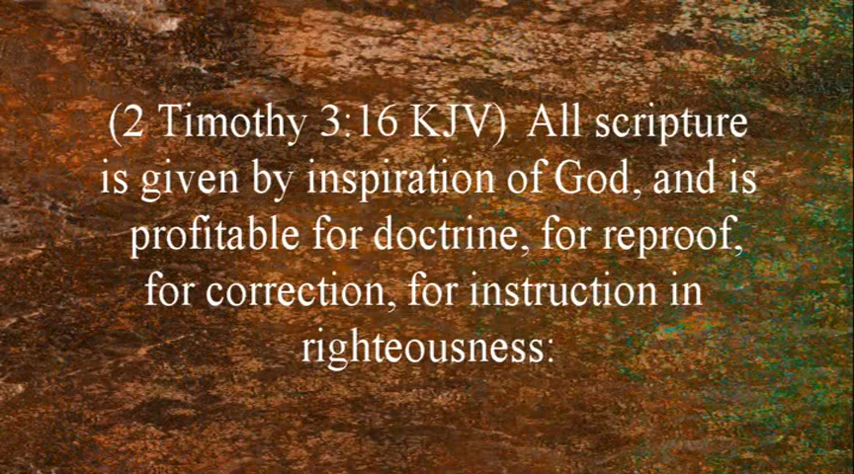 (2 Timothy 3:16 KJV)  All scripture
is given by inspiration of God, and is
profitable for doctrine, for reproof,
for correction, for instruction in
righteousness: